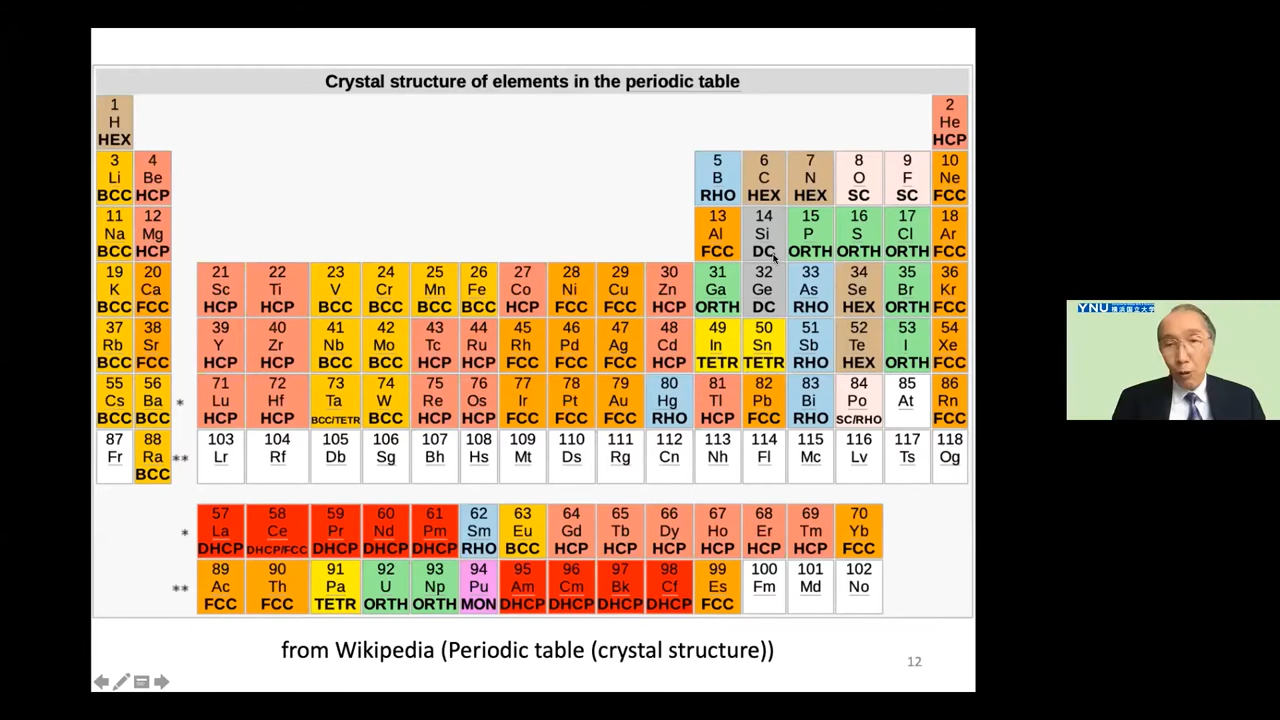 Crystal structure of elements in the periodic table
1 2
H He
HEX HCP
3 4 5 6 7 8 9 10
Li Be B C N O F Ne
BCC HCP RHO HEX HEX SC SC FCC
11 12 13 14 15 16 17 18
Na Mg Al Si P S Cl Ar
BCC HCP FCC DC ORTH ORTH ORTH FCC
19 20 21 22 23 24 25 26 27 28 29 30 31 32 33 34 35 36
K Ca Sc Ti V Cr Mn Fe Co Ni Cu Zn Ga Ge As Se Br Kr
BCC FCC HCP HCP BCC BCC BCC BCC HCP FCC FCC HCP ORTH DC RHO HEX ORTH FCC
37 38 39 40 41 42 43 44 45 46 47 48 49 50 51 52 53 54
Rb Sr Y Zr Nb Mo Tc Ru Rh Pd Ag Cd In Sn Sb Te I Xe
BCC FCC HCP HCP BCC BCC HCP HCP FCC FCC FCC HCP TETR TETR RHO HEX ORTH FCC
55 56 71 72 73 74 75 76 77 78 79 80 81 82 83 84 85 86
Cs Ba * Lu Hf Ta W Re Os Ir Pt Au Hg Tl Pb Bi Po At Rn
BCC BCC HCP HCP BCC/TETR BCC HCP HCP FCC FCC FCC RHO HCP FCC RHO SC/RHO FCC
87 88 103 104 105 106 107 108 109 110 111 112 113 114 115 116 117 118
Fr Ra ** Lr Rf Db Sg Bh Hs Mt Ds Rg Cn Nh Fl Mc Lv Ts Og
BCC
57 58 59 60 61 62 63 64 65 66 67 68 69 70
* La Ce Pr Nd Pm Sm Eu Gd Tb Dy Ho Er Tm Yb
DHCP DHCP/FCC DHCP DHCP DHCP RHO BCC HCP HCP HCP HCP HCP HCP FCC
89 90 91 92 93 94 95 96 97 98 99 100 101 102
** Ac Th Pa U Np Pu Am Cm Bk Cf Es Fm Md No
FCC FCC TETR ORTH ORTH MON DHCP DHCP DHCP DHCP FCC
from Wikipedia (Periodic table (crystal structure))
12
YNU 横浜国立大学